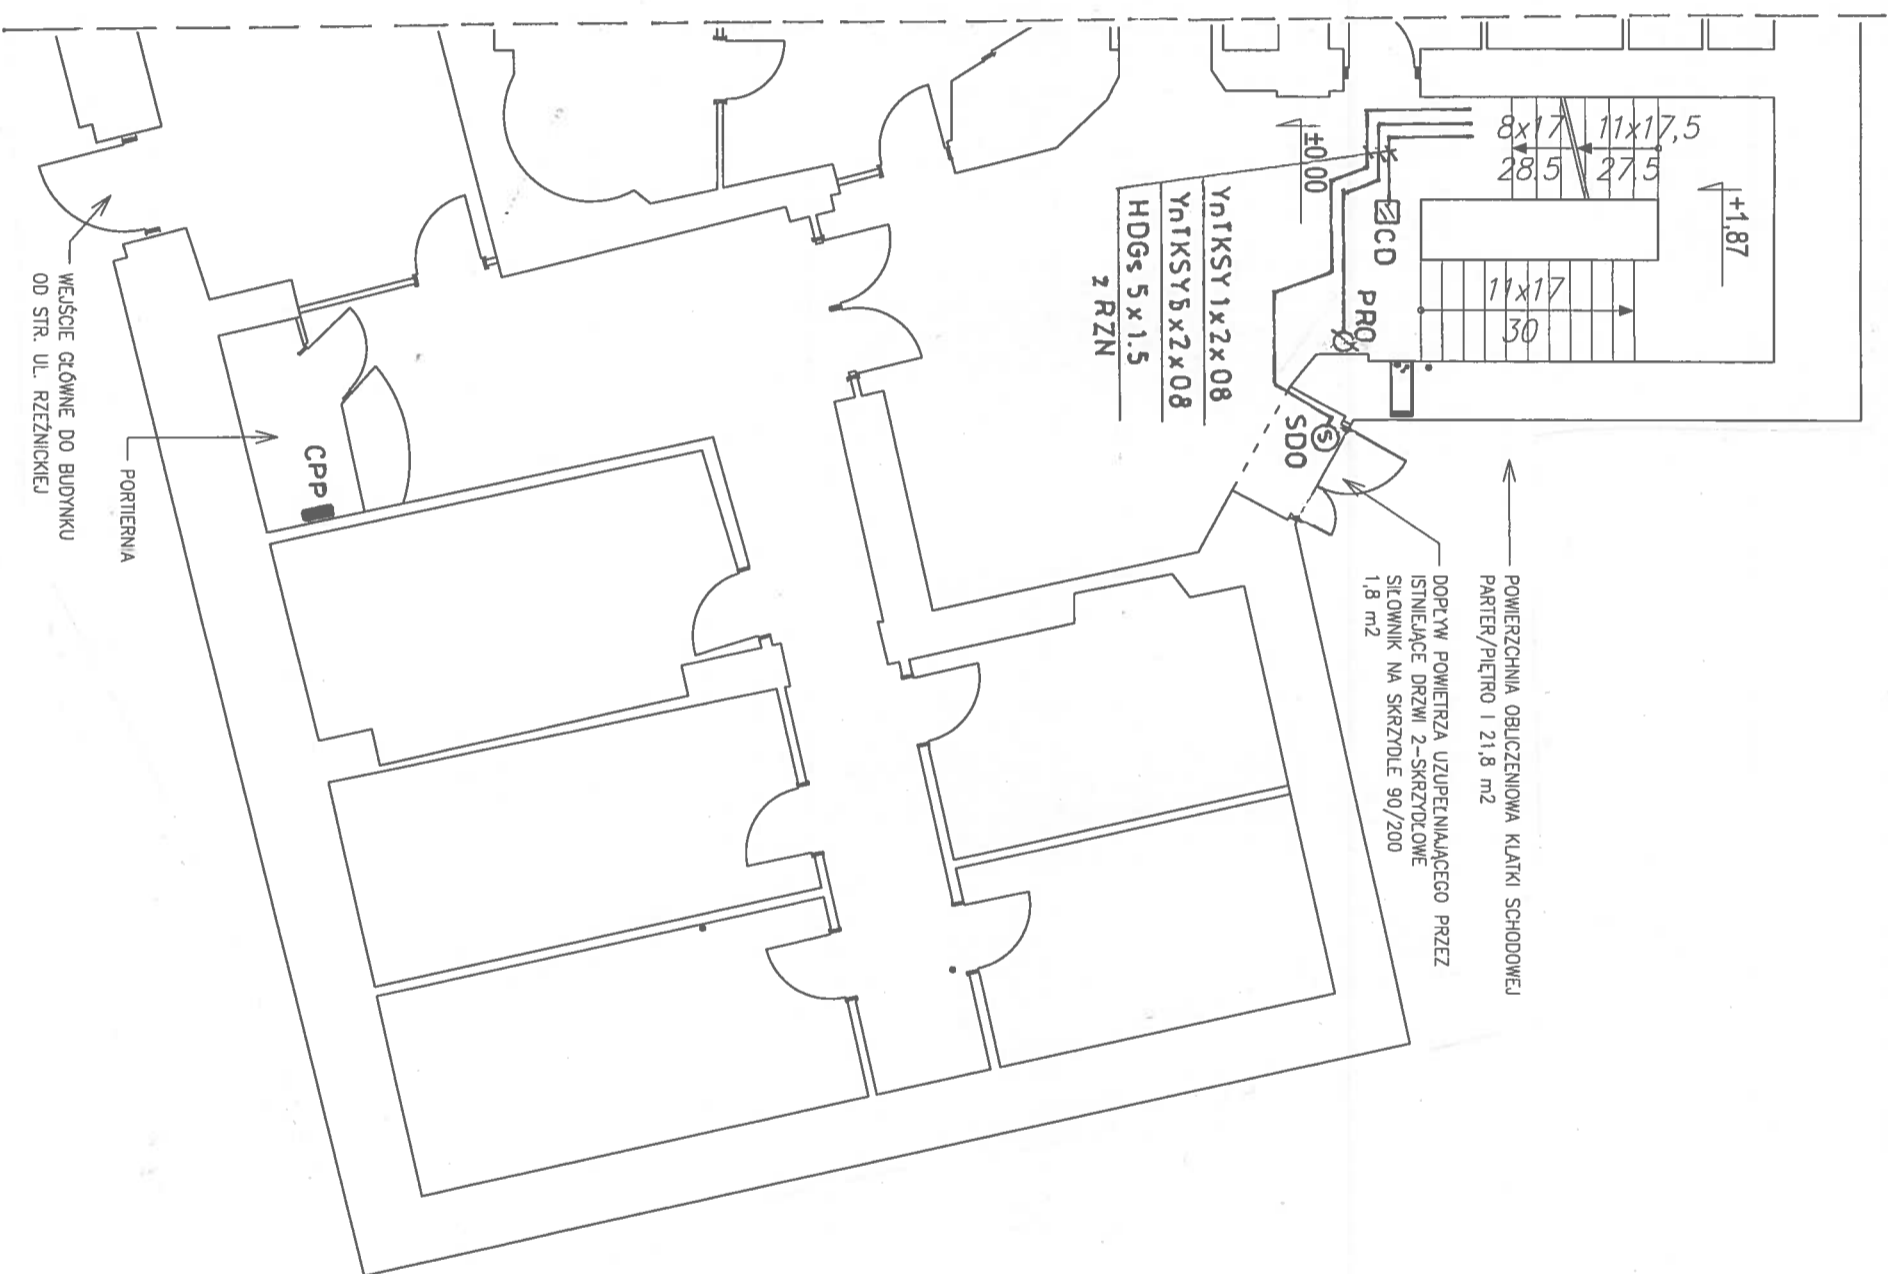 8x17
28.5
11x17,5
27.5
+1,87
±0.00
CD
11x17
30
PRO
YnTKSY 1x2x08
YnTKSY 5x2x08
HDGs 5x1.5
z RZN
SDO
S
CPP
WEJŚCIE GŁÓWNE DO BUDYNKU
OD STR. UL. RZEŹNICKIEJ
PORTIERNIA
POWIERZCHNIA OBLICZENIOWA KLATKI SCHODOWEJ
PARTER/PIĘTRO I 21,8 m2
DOPŁYW POWIETRZA UZUPEŁNIAJĄCEGO PRZEZ
ISTNIEJĄCE DRZWI 2-SKRZYDŁOWE
SIŁOWNIK NA SKRZYDLE 90/200
1,8 m2